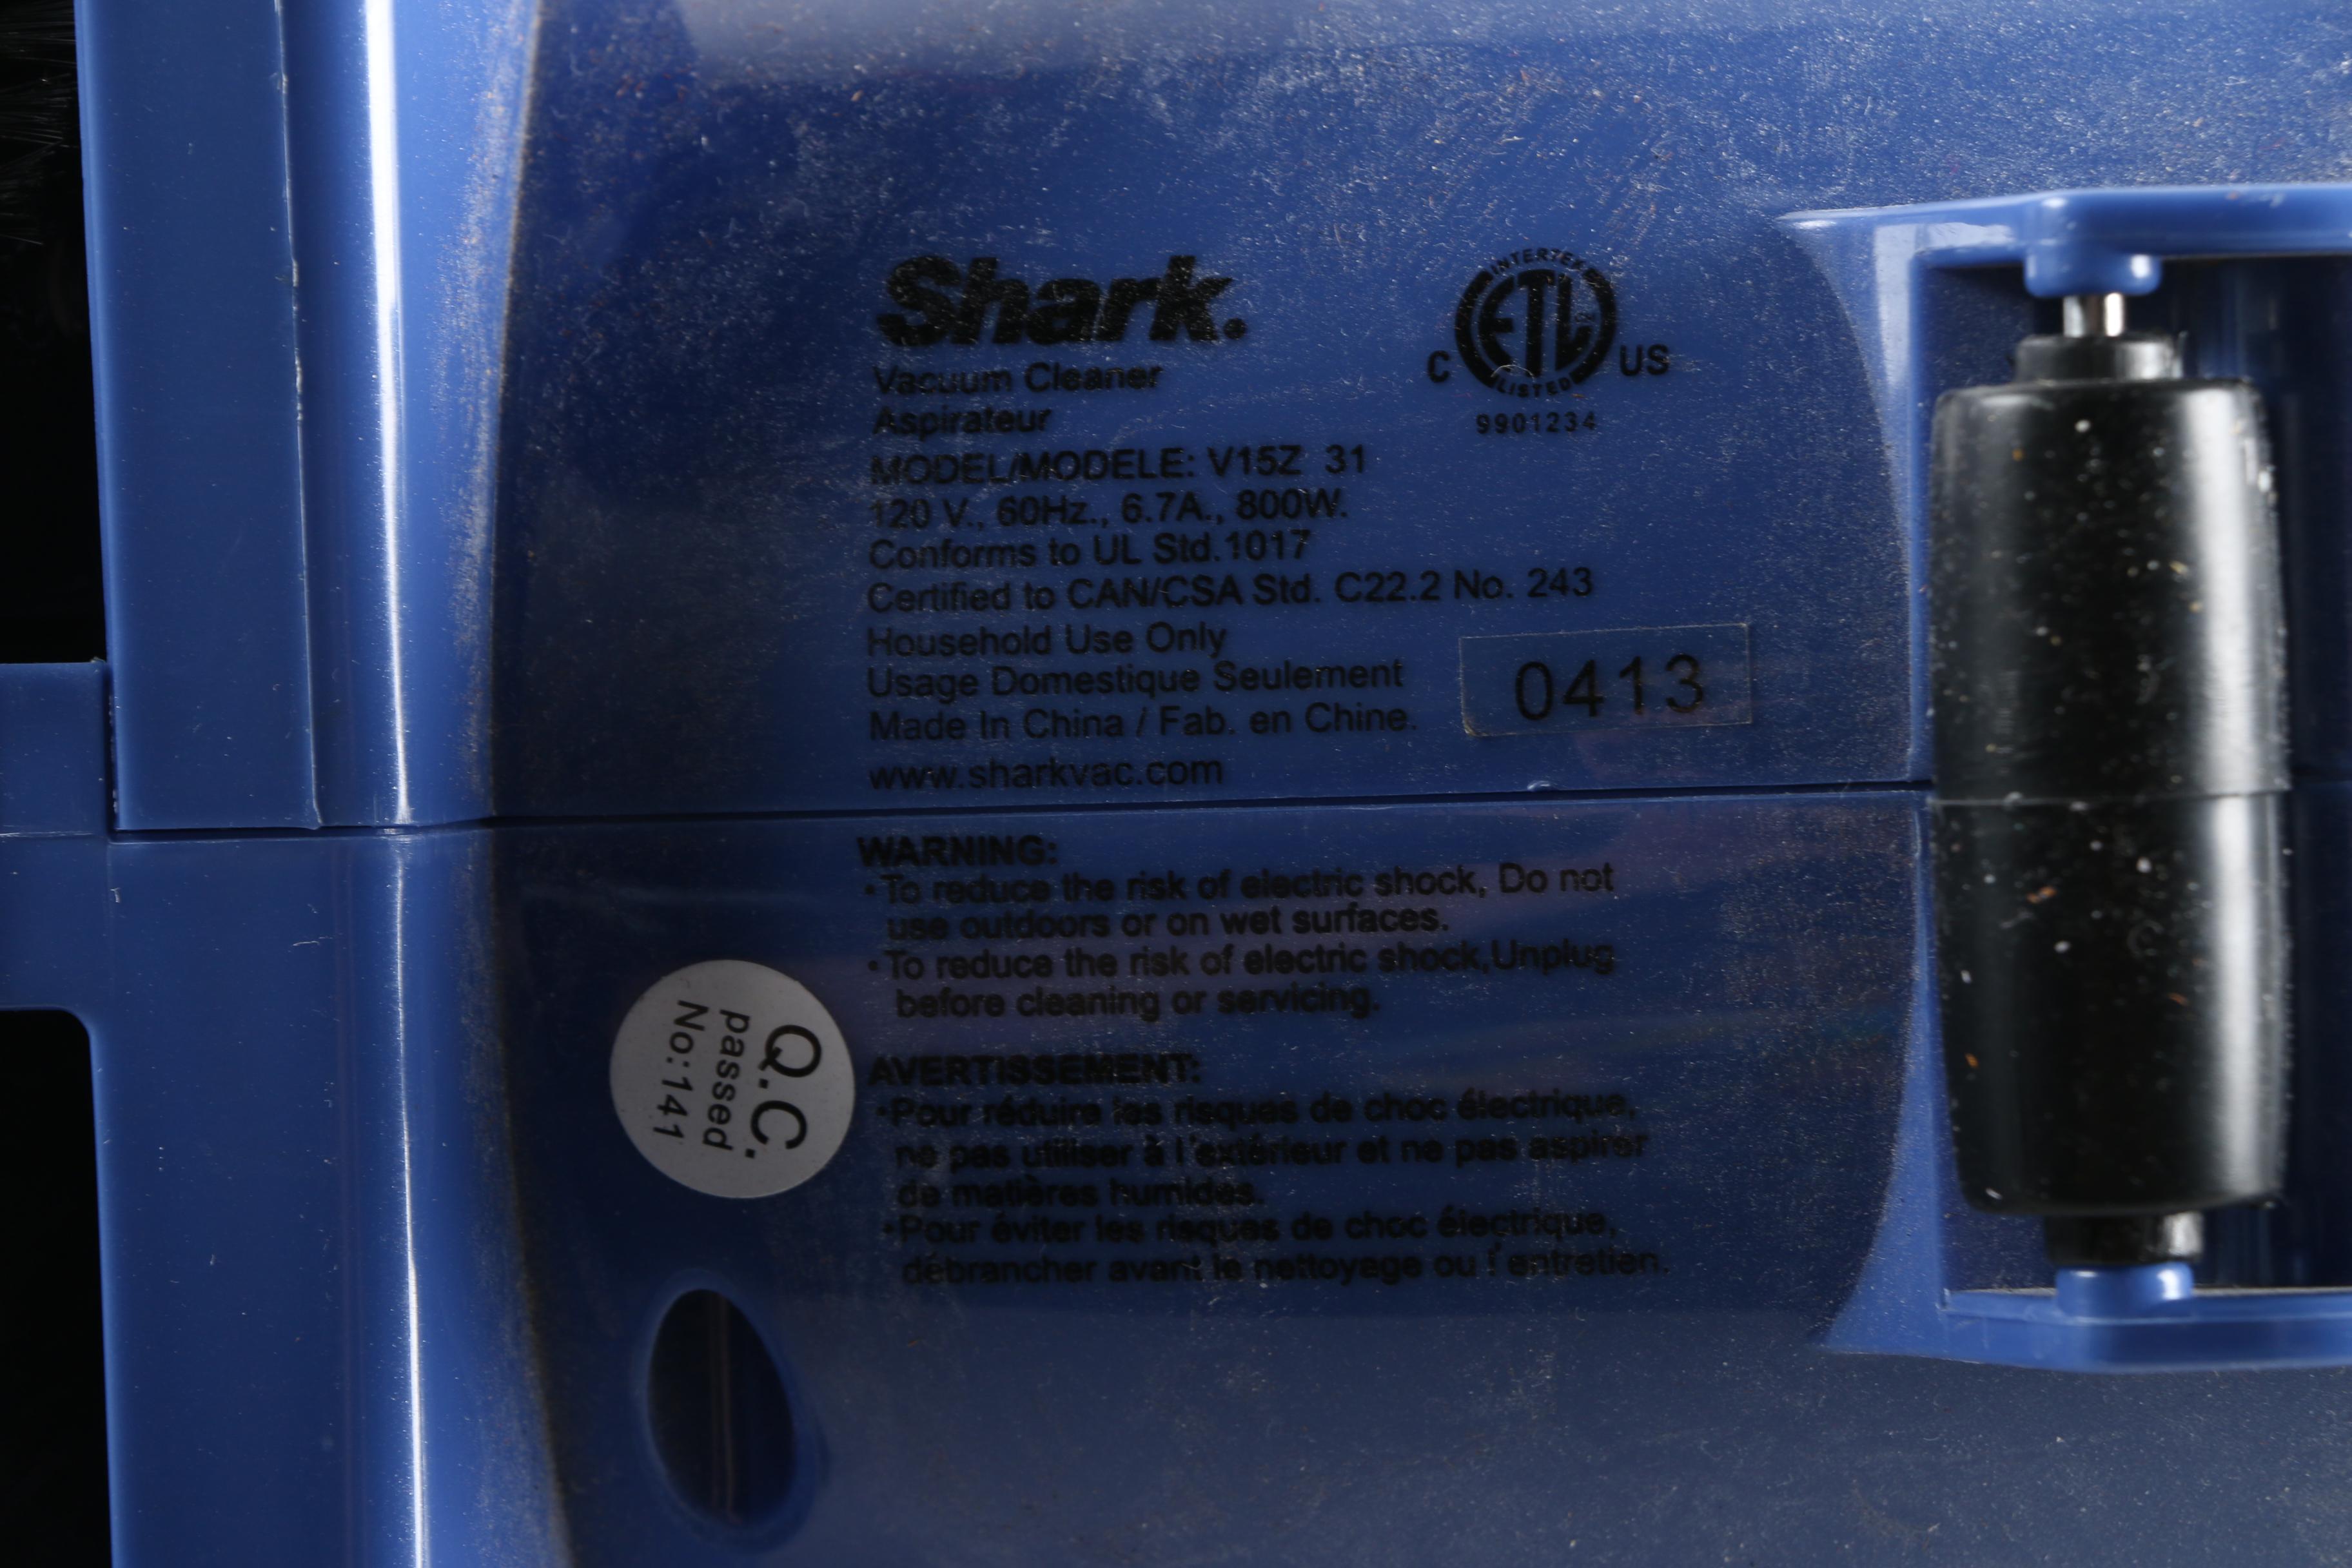 Shark.
Vacuum Cleaner
Aspirateur
MODEL/MODELE: V15Z 31
120 V., 60Hz., 6.7A., 800W.
Conforms to UL Std.1017
Certified to CAN/CSA Std. C22.2 No. 243
Household Use Only
Usage Domestique Seulement
Made In China / Fab. en Chine.
www.sharkvac.com
INTERTEK
ETL
LISTED
C US
9901234
0413
WARNING:
•To reduce the risk of electric shock, Do not
use outdoors or on wet surfaces.
•To reduce the risk of electric shock,Unplug
before cleaning or servicing.
AVERTISSEMENT:
•Pour réduire les risques de choc électrique,
ne pas utiliser à l'extérieur et ne pas aspirer
de matières humides.
•Pour éviter les risques de choc électrique,
débrancher avant le nettoyage ou l'entretien.
Q.C.
passed
No:141